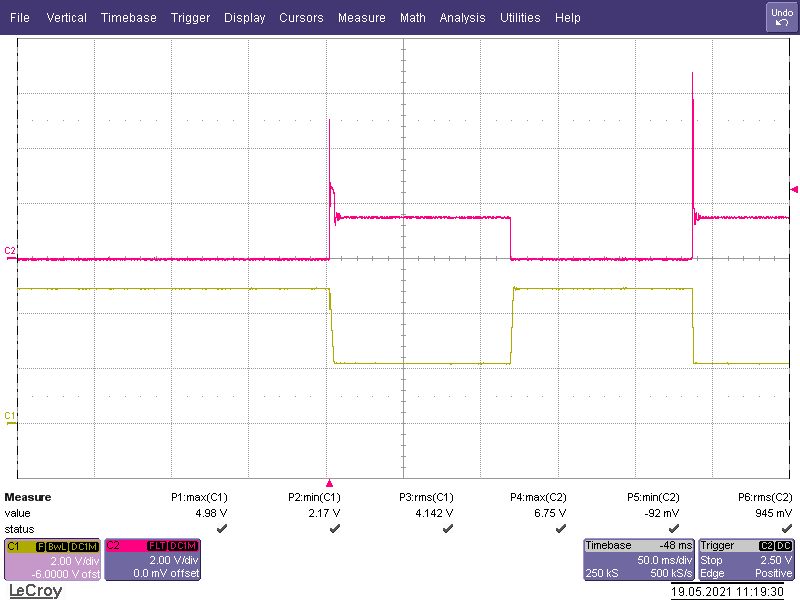 File Vertical Timebase Trigger Display Cursors Measure Math Analysis Utilities Help Undo
C2
C1
Measure P1:max(C1) P2:min(C1) P3:rms(C1) P4:max(C2) P5:min(C2) P6:rms(C2)
value 4.98 V 2.17 V 4.142 V 6.75 V -92 mV 945 mV
status
C1 F BwL DC1M C2 FLT DC1M Timebase -48 ms Trigger C2 DC
2.00 V/div 2.00 V/div 50.0 ms/div Stop 2.50 V
-6.0000 V ofst 0.0 mV offset 250 kS 500 kS/s Edge Positive
LeCroy 19.05.2021 11:19:30